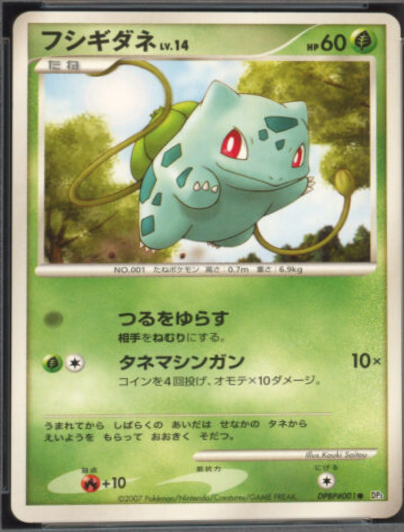 フシギダネ LV.14 HP 60
たね
NO.001 たねポケモン 高さ:0.7m 重さ:6.9kg
つるをゆらす
相手をねむりにする。
タネマシンガン 10×
コインを4回投げ、オモテ×10ダメージ。
うまれてから しばらくの あいだは せなかの タネから
えいようを もらって おおきく そだつ。
Illus. Kouki Saitou
弱点 抵抗力 にげる
+10
©2007 Pokémon/Nintendo/Creatures/GAME FREAK. DPBP#001